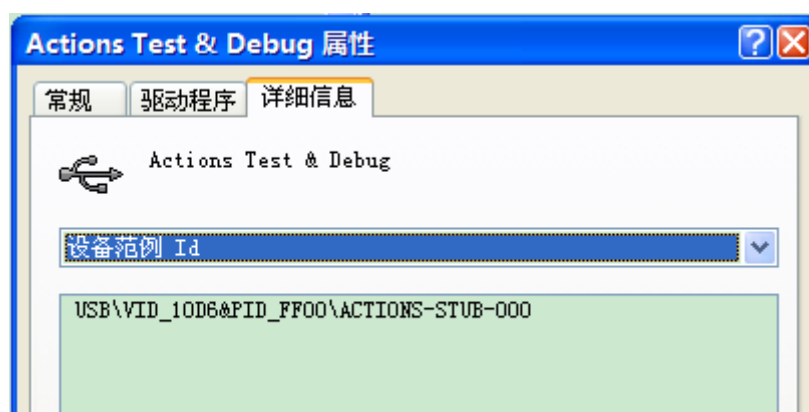 Actions Test & Debug 属性
常规 驱动程序 详细信息
Actions Test & Debug
设备范例 Id
USB\VID_10D6&PID_FF00\ACTIONS-STUB-000